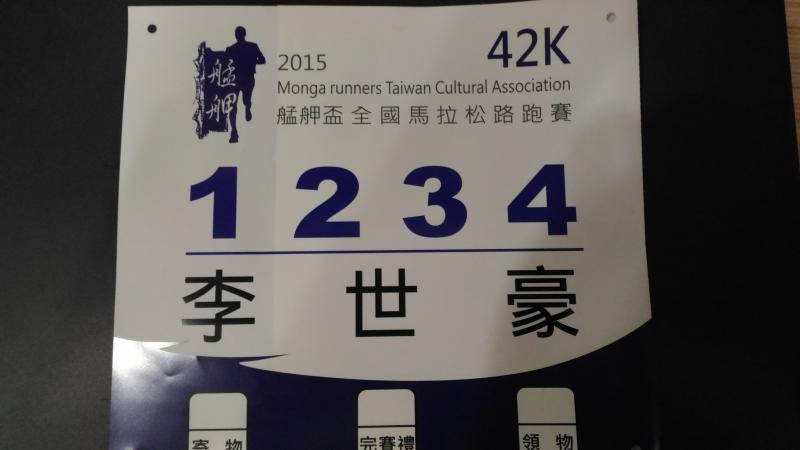 艋舺
2015
42K
Monga runners Taiwan Cultural Association
艋舺盃全國馬拉松路跑賽
1234
李世豪
寄物
完賽禮
領物